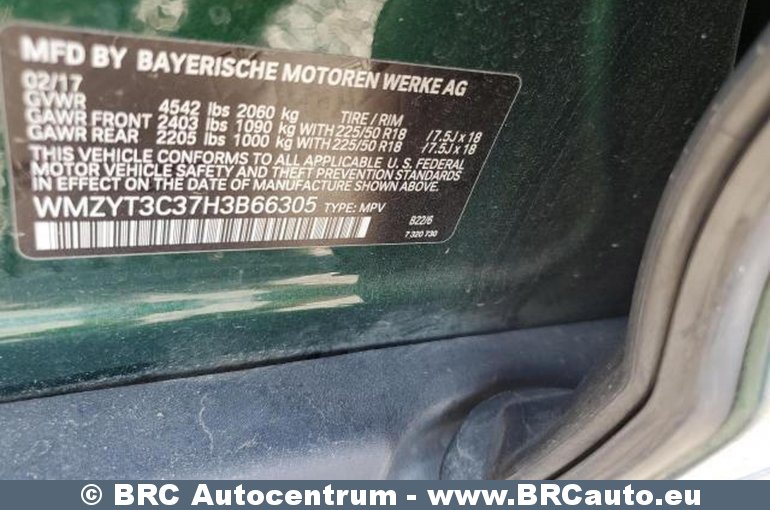 MFD BY BAYERISCHE MOTOREN WERKE AG
02/17
GVWR 4542 lbs 2060 kg TIRE / RIM
GAWR FRONT 2403 lbs 1090 kg WITH 225/50 R18 /7.5J x 18
GAWR REAR 2205 lbs 1000 kg WITH 225/50 R18 /7.5J x 18
THIS VEHICLE CONFORMS TO ALL APPLICABLE U. S. FEDERAL
MOTOR VEHICLE SAFETY AND THEFT PREVENTION STANDARDS
IN EFFECT ON THE DATE OF MANUFACTURE SHOWN ABOVE.
WMZYT3C37H3B66305 TYPE: MPV
B22/6
7 320 730
© BRC Autocentrum - www.BRCauto.eu